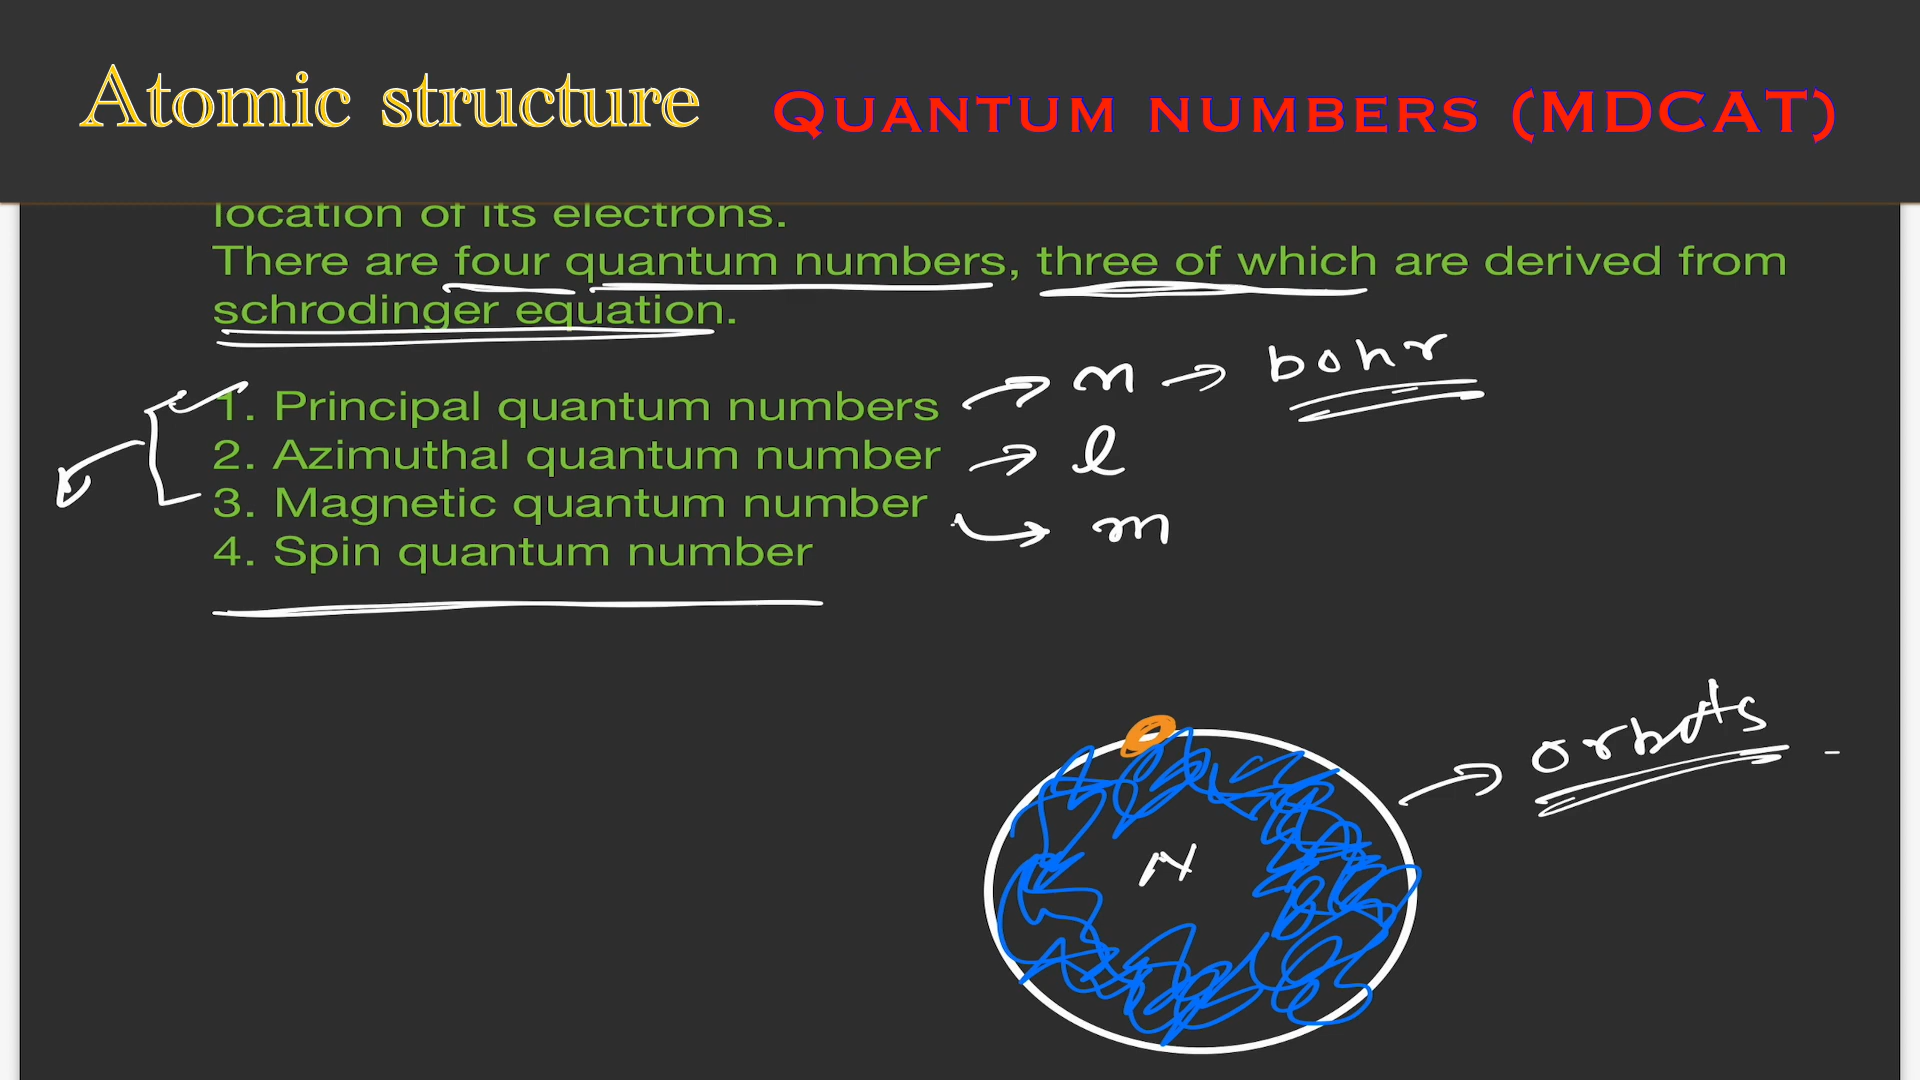 Atomic structure QUANTUM NUMBERS (MDCAT)
location of its electrons.
There are four quantum numbers, three of which are derived from
schrodinger equation.
1. Principal quantum numbers → n → bohr
2. Azimuthal quantum number → l
3. Magnetic quantum number → m
4. Spin quantum number
→ orbits
N